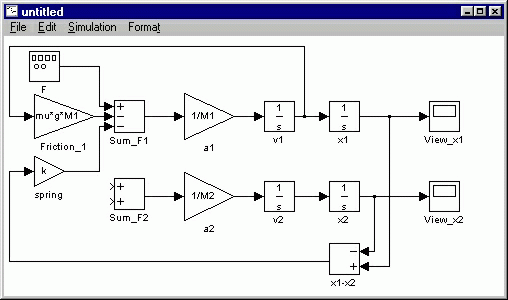 untitled
File Edit Simulation Format
F
mu*g*M1
Friction_1
+
−
−
Sum_F1
1/M1
a1
1
s
v1
1
s
x1
View_x1
k
spring
+
+
Sum_F2
1/M2
a2
1
s
v2
1
s
x2
View_x2
−
+
x1-x2